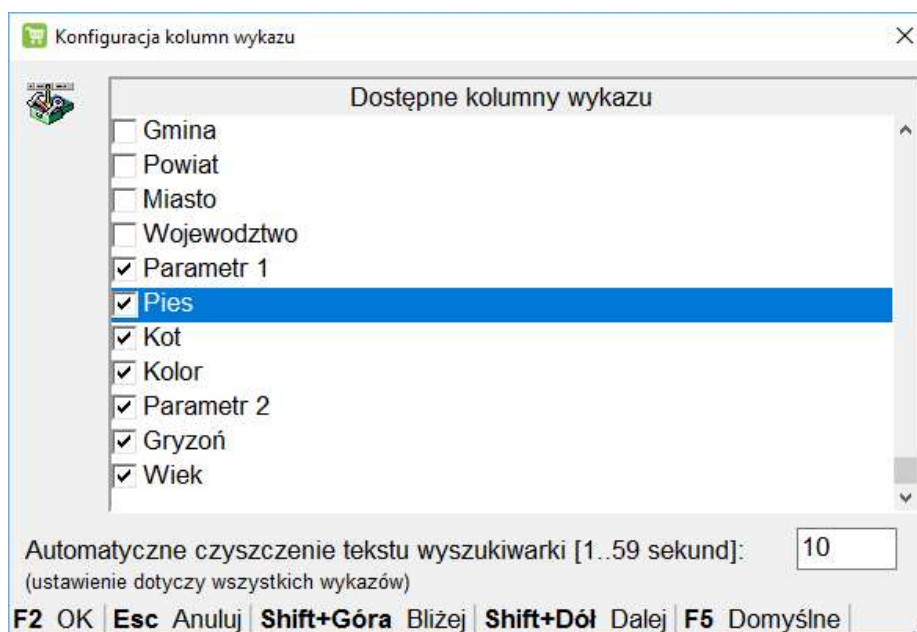 Konfiguracja kolumn wykazu
Dostępne kolumny wykazu
Gmina
Powiat
Miasto
Wojewodztwo
Parametr 1
Pies
Kot
Kolor
Parametr 2
Gryzoń
Wiek
Automatyczne czyszczenie tekstu wyszukiwarki [1..59 sekund]: 10
(ustawienie dotyczy wszystkich wykazów)
F2 OK | Esc Anuluj | Shift+Góra Bliżej | Shift+Dół Dalej | F5 Domyślne |